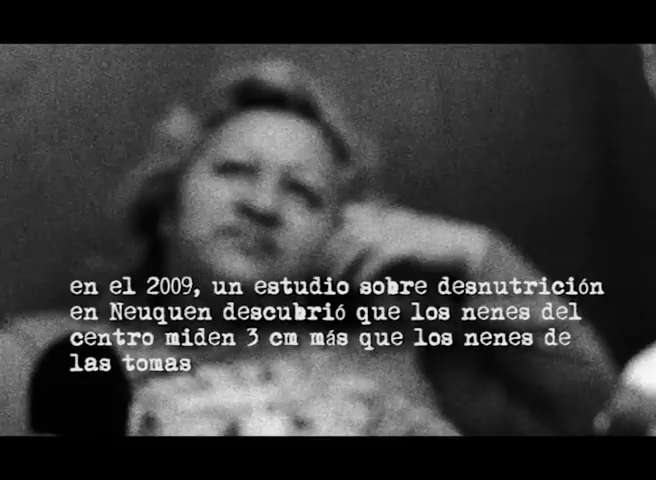 en el 2009, un estudio sobre desnutrición
en Neuquen descubrió que los nenes del
centro miden 3 cm más que los nenes de
las tomas